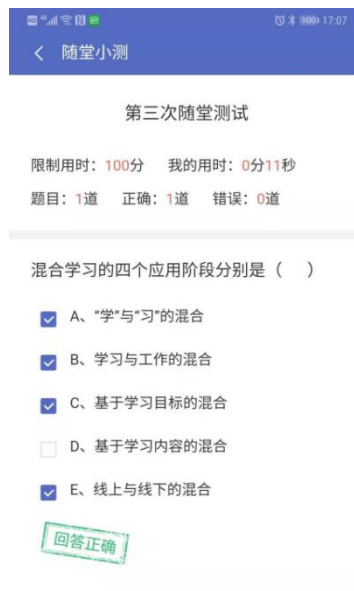 17:07
随堂小测
第三次随堂测试
限制用时：100分 我的用时：0分11秒
题目：1道 正确：1道 错误：0道
混合学习的四个应用阶段分别是（ ）
A、“学”与“习”的混合
B、学习与工作的混合
C、基于学习目标的混合
D、基于学习内容的混合
E、线上与线下的混合
回答正确